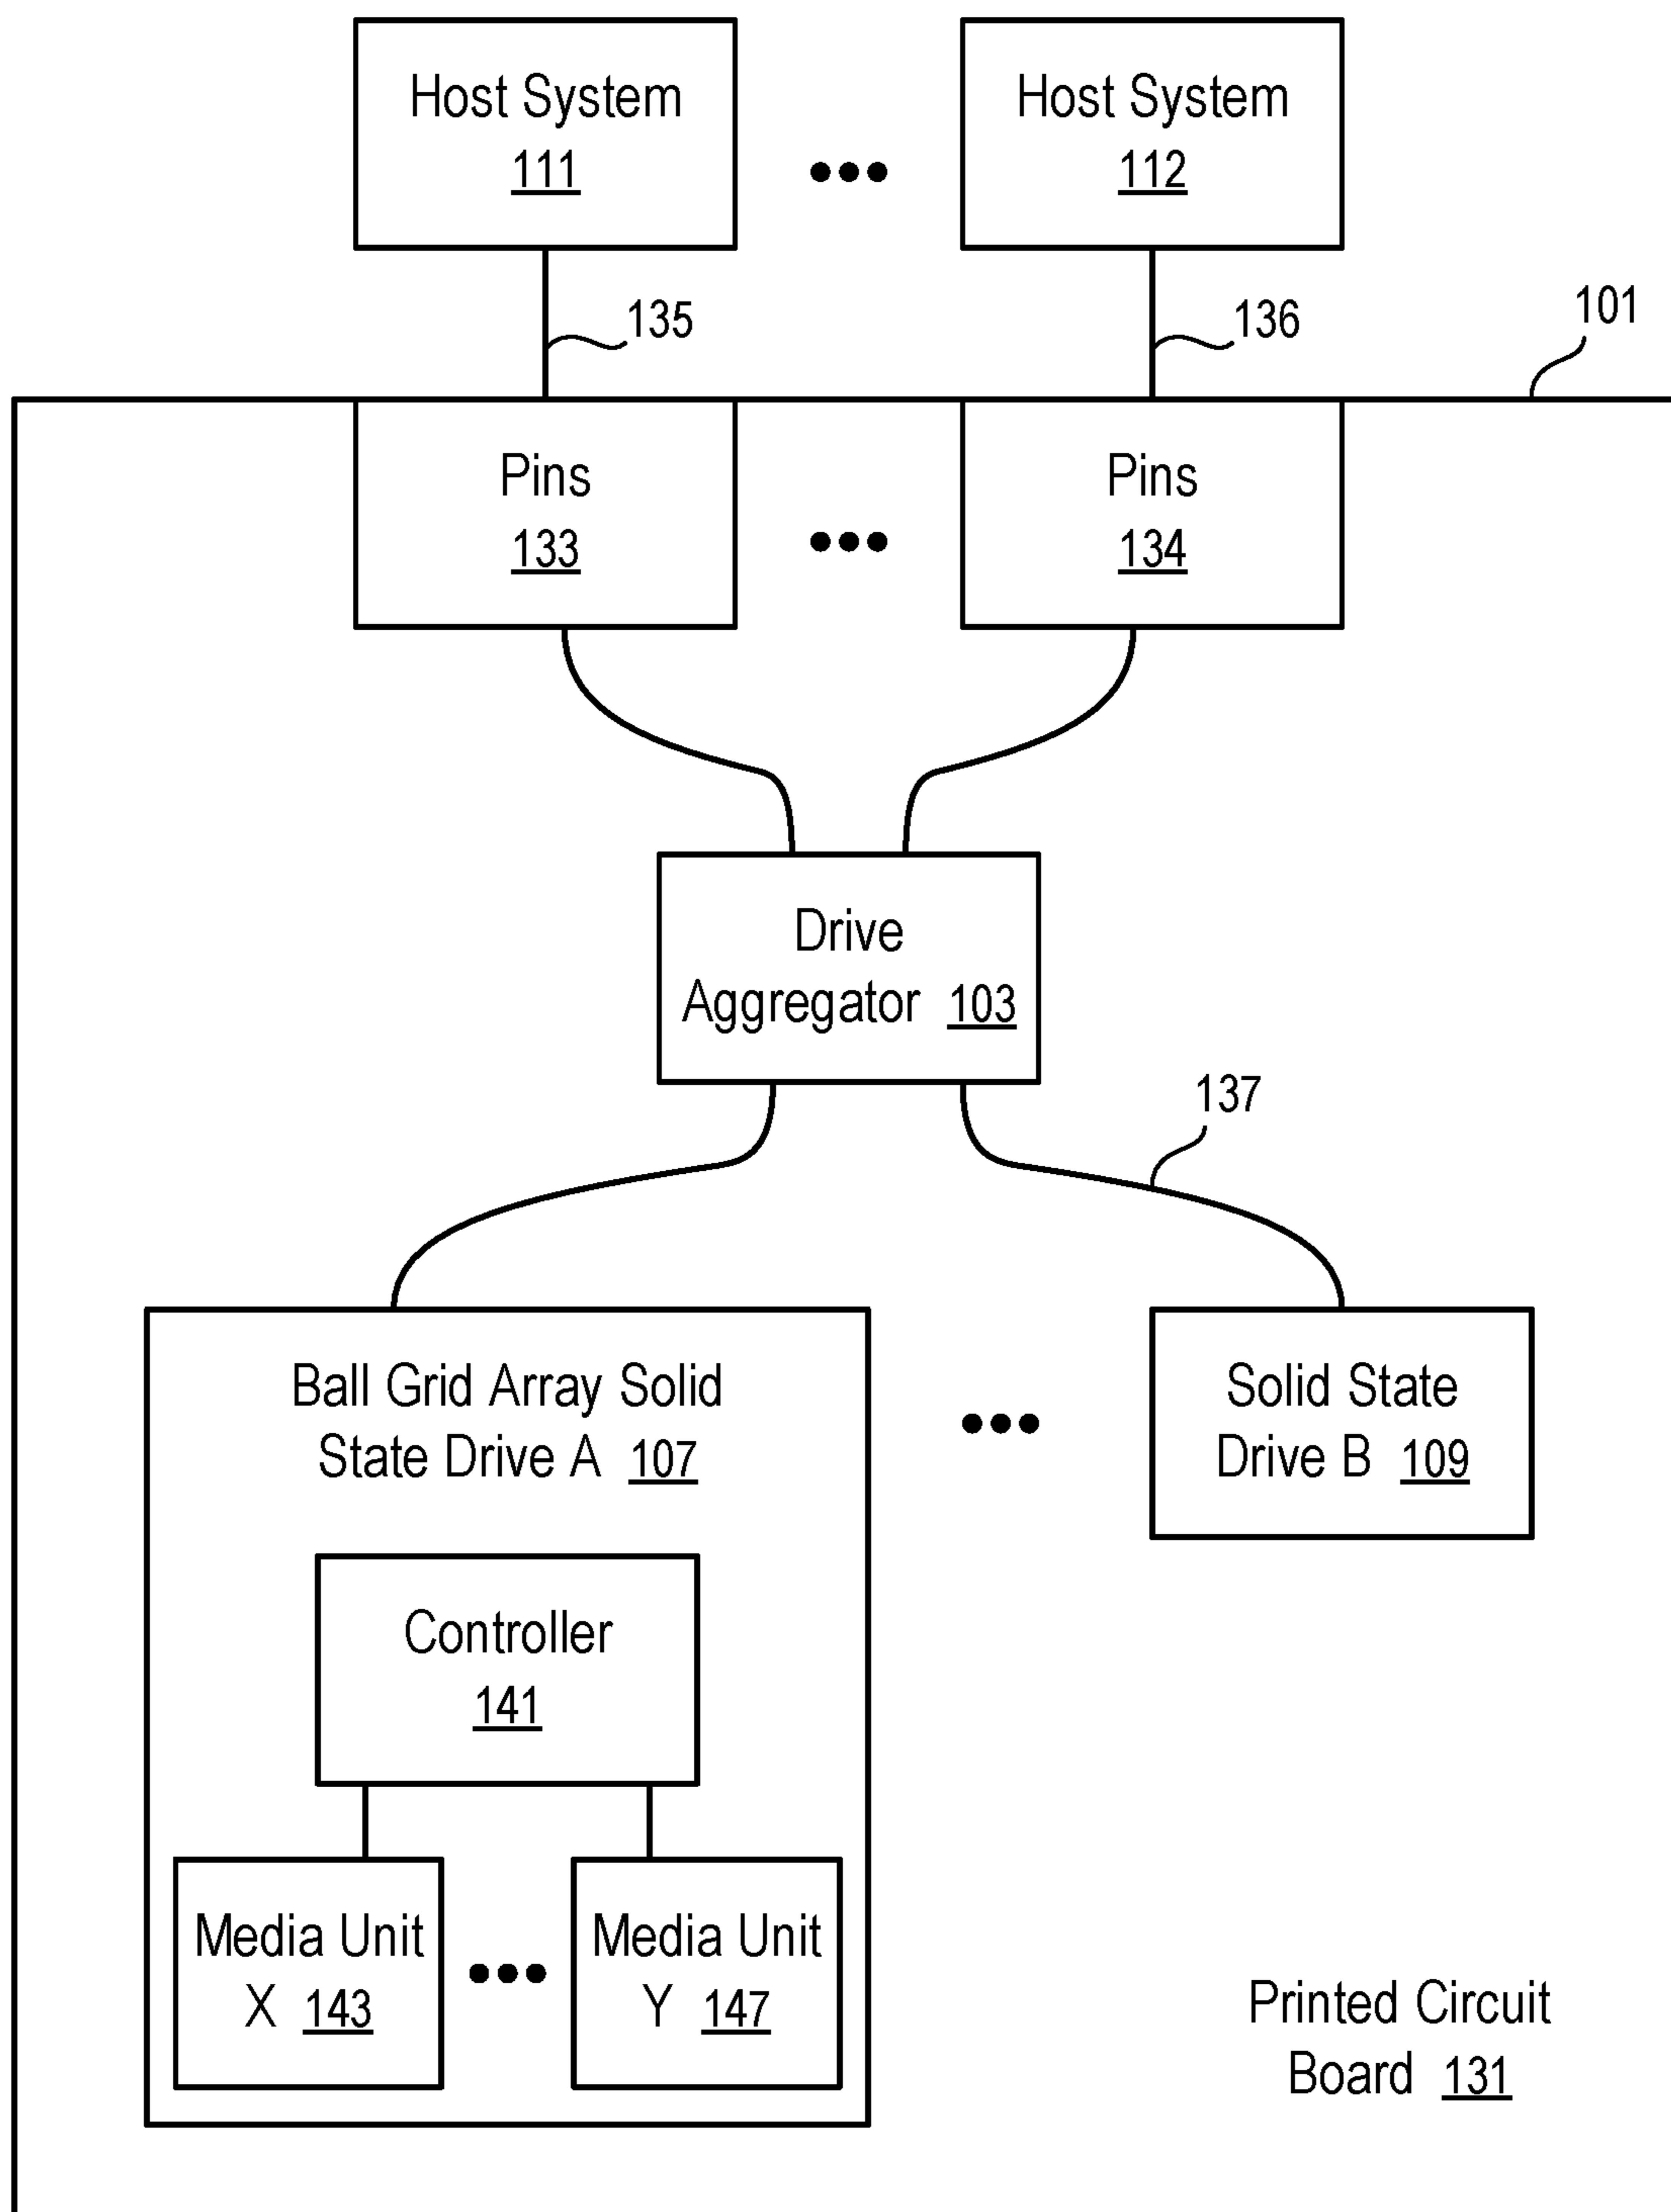 Host System
111
Host System
112
135
136
101
Pins
133
Pins
134
Drive
Aggregator 103
137
Ball Grid Array Solid
State Drive A 107
Solid State
Drive B 109
Controller
141
Media Unit
X 143
Media Unit
Y 147
Printed Circuit
Board 131